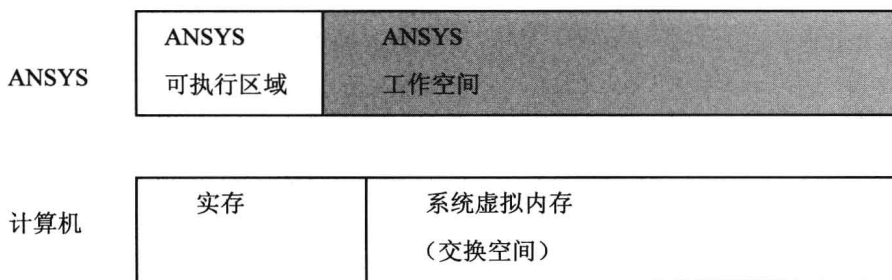 ANSYS
ANSYS
ANSYS
可执行区域
工作空间
计算机
实存
系统虚拟内存
（交换空间）